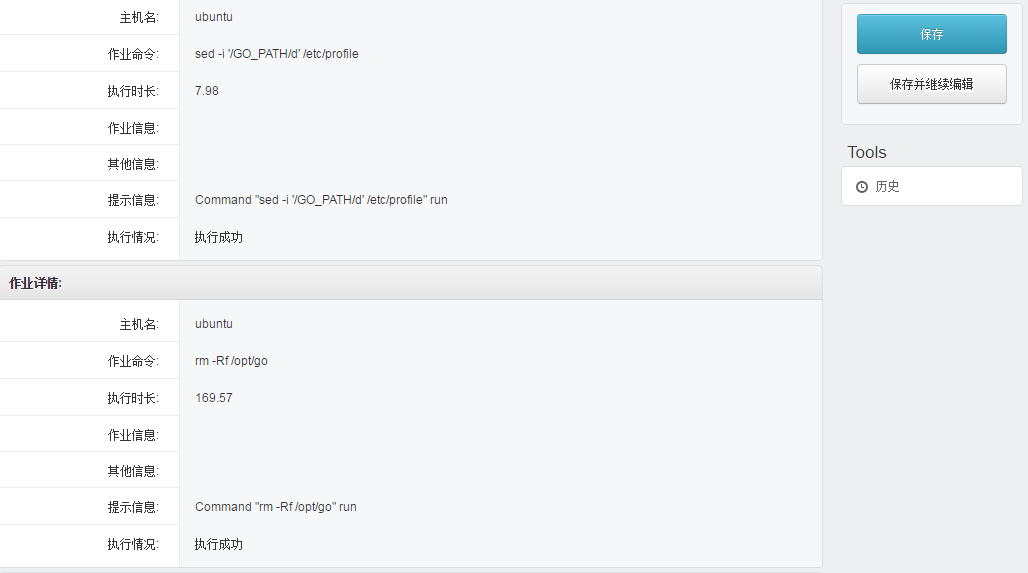 主机名: ubuntu
作业命令: sed -i '/GO_PATH/d' /etc/profile
执行时长: 7.98
作业信息:
其他信息:
提示信息: Command "sed -i '/GO_PATH/d' /etc/profile" run
执行情况: 执行成功
作业详情:
主机名: ubuntu
作业命令: rm -Rf /opt/go
执行时长: 169.57
作业信息:
其他信息:
提示信息: Command "rm -Rf /opt/go" run
执行情况: 执行成功
保存
保存并继续编辑
Tools
历史